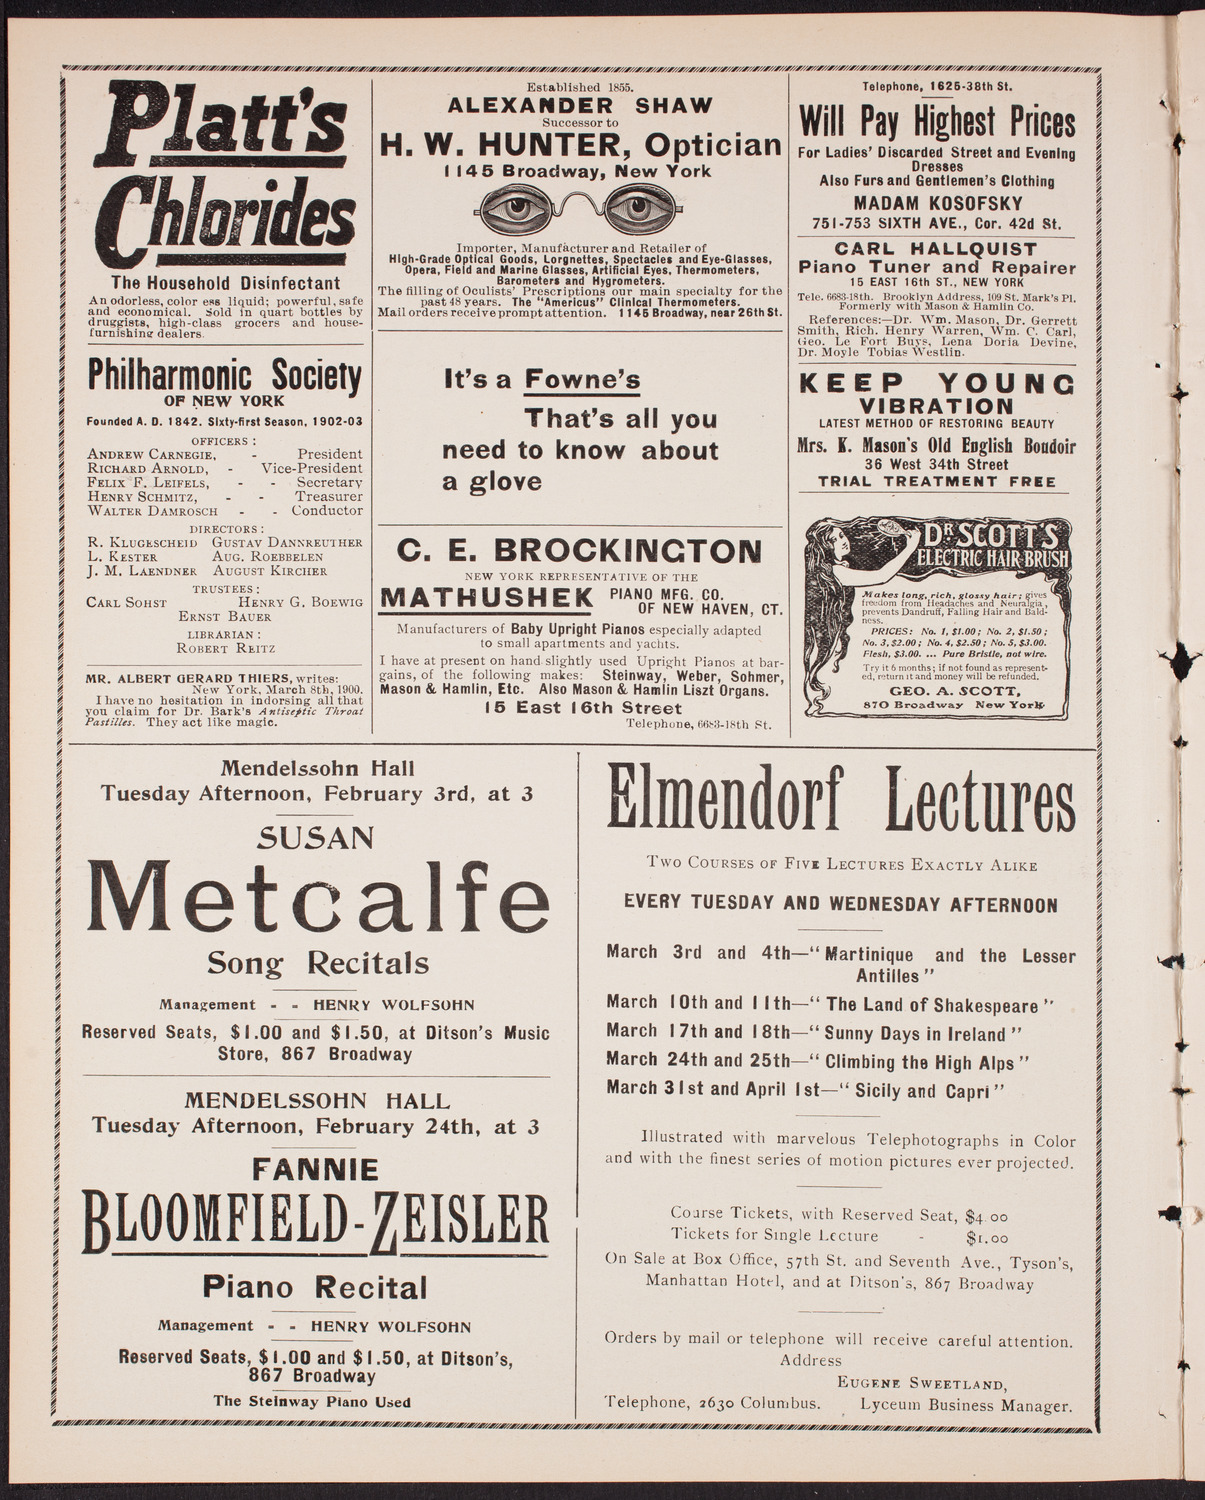 Platt's
Chlorides
The Household Disinfectant
An odorless, color ess liquid; powerful, safe
and economical. Sold in quart bottles by
druggists, high-class grocers and house-
furnishing dealers.
Philharmonic Society
OF NEW YORK
Founded A. D. 1842. Sixty-first Season, 1902-03
OFFICERS:
ANDREW CARNEGIE, - President
RICHARD ARNOLD, - Vice-President
FELIX F. LEIFELS, - - Secretary
HENRY SCHMITZ, - - Treasurer
WALTER DAMROSCH - - Conductor
DIRECTORS:
R. KLUGESCHEID GUSTAV DANNREUTHER
L. KESTER AUG. ROEBBELEN
J. M. LAENDNER AUGUST KIRCHER
TRUSTEES:
CARL SOHST HENRY G. BOEWIG
ERNST BAUER
LIBRARIAN:
ROBERT REITZ
MR. ALBERT GERARD THIERS, writes:
New York, March 8th, 1900.
I have no hesitation in indorsing all that
you claim for Dr. Bark's Antiseptic Throat
Pastilles. They act like magic.
Established 1855.
ALEXANDER SHAW
Successor to
H. W. HUNTER, Optician
1145 Broadway, New York
Importer, Manufacturer and Retailer of
High-Grade Optical Goods, Lorgnettes, Spectacles and Eye-Glasses,
Opera, Field and Marine Glasses, Artificial Eyes, Thermometers,
Barometers and Hygrometers.
The filling of Oculists' Prescriptions our main specialty for the
past 48 years. The "Americus" Clinical Thermometers.
Mail orders receive prompt attention. 1145 Broadway, near 26th St.
It's a Fowne's
That's all you
need to know about
a glove
C. E. BROCKINGTON
NEW YORK REPRESENTATIVE OF THE
MATHUSHEK PIANO MFG. CO.
OF NEW HAVEN, CT.
Manufacturers of Baby Upright Pianos especially adapted
to small apartments and yachts.
I have at present on hand slightly used Upright Pianos at bar-
gains, of the following makes: Steinway, Weber, Sohmer,
Mason & Hamlin, Etc. Also Mason & Hamlin Liszt Organs.
15 East 16th Street
Telephone, 6683-18th St.
Telephone, 1625-38th St.
Will Pay Highest Prices
For Ladies' Discarded Street and Evening
Dresses
Also Furs and Gentlemen's Clothing
MADAM KOSOFSKY
751-753 SIXTH AVE., Cor. 42d St.
CARL HALLQUIST
Piano Tuner and Repairer
15 EAST 16th ST., NEW YORK
Tele. 6683-18th. Brooklyn Address, 109 St. Mark's Pl.
Formerly with Mason & Hamlin Co.
References:—Dr. Wm. Mason, Dr. Gerrett
Smith, Rich. Henry Warren, Wm. C. Carl,
Geo. Le Fort Buys, Lena Doria Devine,
Dr. Moyle Tobias Westlin.
KEEP YOUNG
VIBRATION
LATEST METHOD OF RESTORING BEAUTY
Mrs. K. Mason's Old English Boudoir
36 West 34th Street
TRIAL TREATMENT FREE
DR SCOTT'S
ELECTRIC HAIR BRUSH
Makes long, rich, glossy hair; gives
freedom from Headaches and Neuralgia,
prevents Dandruff, Falling Hair and Bald-
ness.
PRICES: No. 1, $1.00; No. 2, $1.50;
No. 3, $2.00; No. 4, $2.50; No. 5, $3.00.
Flesh, $3.00. ... Pure Bristle, not wire.
Try it 6 months; if not found as represent-
ed, return it and money will be refunded.
GEO. A. SCOTT,
870 Broadway New York
Mendelssohn Hall
Tuesday Afternoon, February 3rd, at 3
SUSAN
Metcalfe
Song Recitals
Management - - HENRY WOLFSOHN
Reserved Seats, $1.00 and $1.50, at Ditson's Music
Store, 867 Broadway
MENDELSSOHN HALL
Tuesday Afternoon, February 24th, at 3
FANNIE
BLOOMFIELD-ZEISLER
Piano Recital
Management - - HENRY WOLFSOHN
Reserved Seats, $1.00 and $1.50, at Ditson's,
867 Broadway
The Steinway Piano Used
Elmendorf Lectures
TWO COURSES OF FIVE LECTURES EXACTLY ALIKE
EVERY TUESDAY AND WEDNESDAY AFTERNOON
March 3rd and 4th—"Martinique and the Lesser
Antilles"
March 10th and 11th—"The Land of Shakespeare"
March 17th and 18th—"Sunny Days in Ireland"
March 24th and 25th—"Climbing the High Alps"
March 31st and April 1st—"Sicily and Capri"
Illustrated with marvelous Telephotographs in Color
and with the finest series of motion pictures ever projected.
Course Tickets, with Reserved Seat, $4.00
Tickets for Single Lecture - $1.00
On Sale at Box Office, 57th St. and Seventh Ave., Tyson's,
Manhattan Hotel, and at Ditson's, 867 Broadway
Orders by mail or telephone will receive careful attention.
Address
EUGENE SWEETLAND,
Telephone, 2630 Columbus. Lyceum Business Manager.